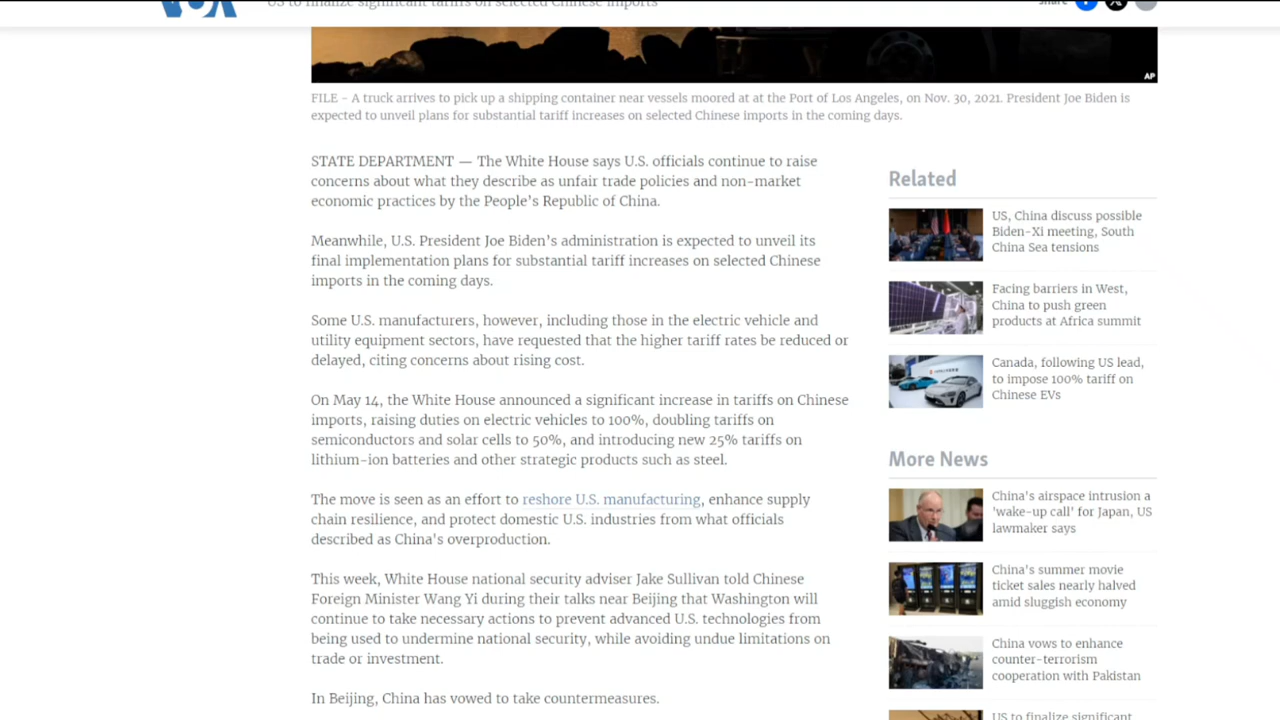 VOA
US to finalize significant tariffs on selected Chinese imports
Share
AP
FILE - A truck arrives to pick up a shipping container near vessels moored at at the Port of Los Angeles, on Nov. 30, 2021. President Joe Biden is
expected to unveil plans for substantial tariff increases on selected Chinese imports in the coming days.
STATE DEPARTMENT — The White House says U.S. officials continue to raise
concerns about what they describe as unfair trade policies and non-market
economic practices by the People's Republic of China.
Meanwhile, U.S. President Joe Biden's administration is expected to unveil its
final implementation plans for substantial tariff increases on selected Chinese
imports in the coming days.
Some U.S. manufacturers, however, including those in the electric vehicle and
utility equipment sectors, have requested that the higher tariff rates be reduced or
delayed, citing concerns about rising cost.
On May 14, the White House announced a significant increase in tariffs on Chinese
imports, raising duties on electric vehicles to 100%, doubling tariffs on
semiconductors and solar cells to 50%, and introducing new 25% tariffs on
lithium-ion batteries and other strategic products such as steel.
The move is seen as an effort to reshore U.S. manufacturing, enhance supply
chain resilience, and protect domestic U.S. industries from what officials
described as China's overproduction.
This week, White House national security adviser Jake Sullivan told Chinese
Foreign Minister Wang Yi during their talks near Beijing that Washington will
continue to take necessary actions to prevent advanced U.S. technologies from
being used to undermine national security, while avoiding undue limitations on
trade or investment.
In Beijing, China has vowed to take countermeasures.
Related
US, China discuss possible
Biden-Xi meeting, South
China Sea tensions
Facing barriers in West,
China to push green
products at Africa summit
Canada, following US lead,
to impose 100% tariff on
Chinese EVs
More News
China's airspace intrusion a
'wake-up call' for Japan, US
lawmaker says
China's summer movie
ticket sales nearly halved
amid sluggish economy
China vows to enhance
counter-terrorism
cooperation with Pakistan
US to finalize significant